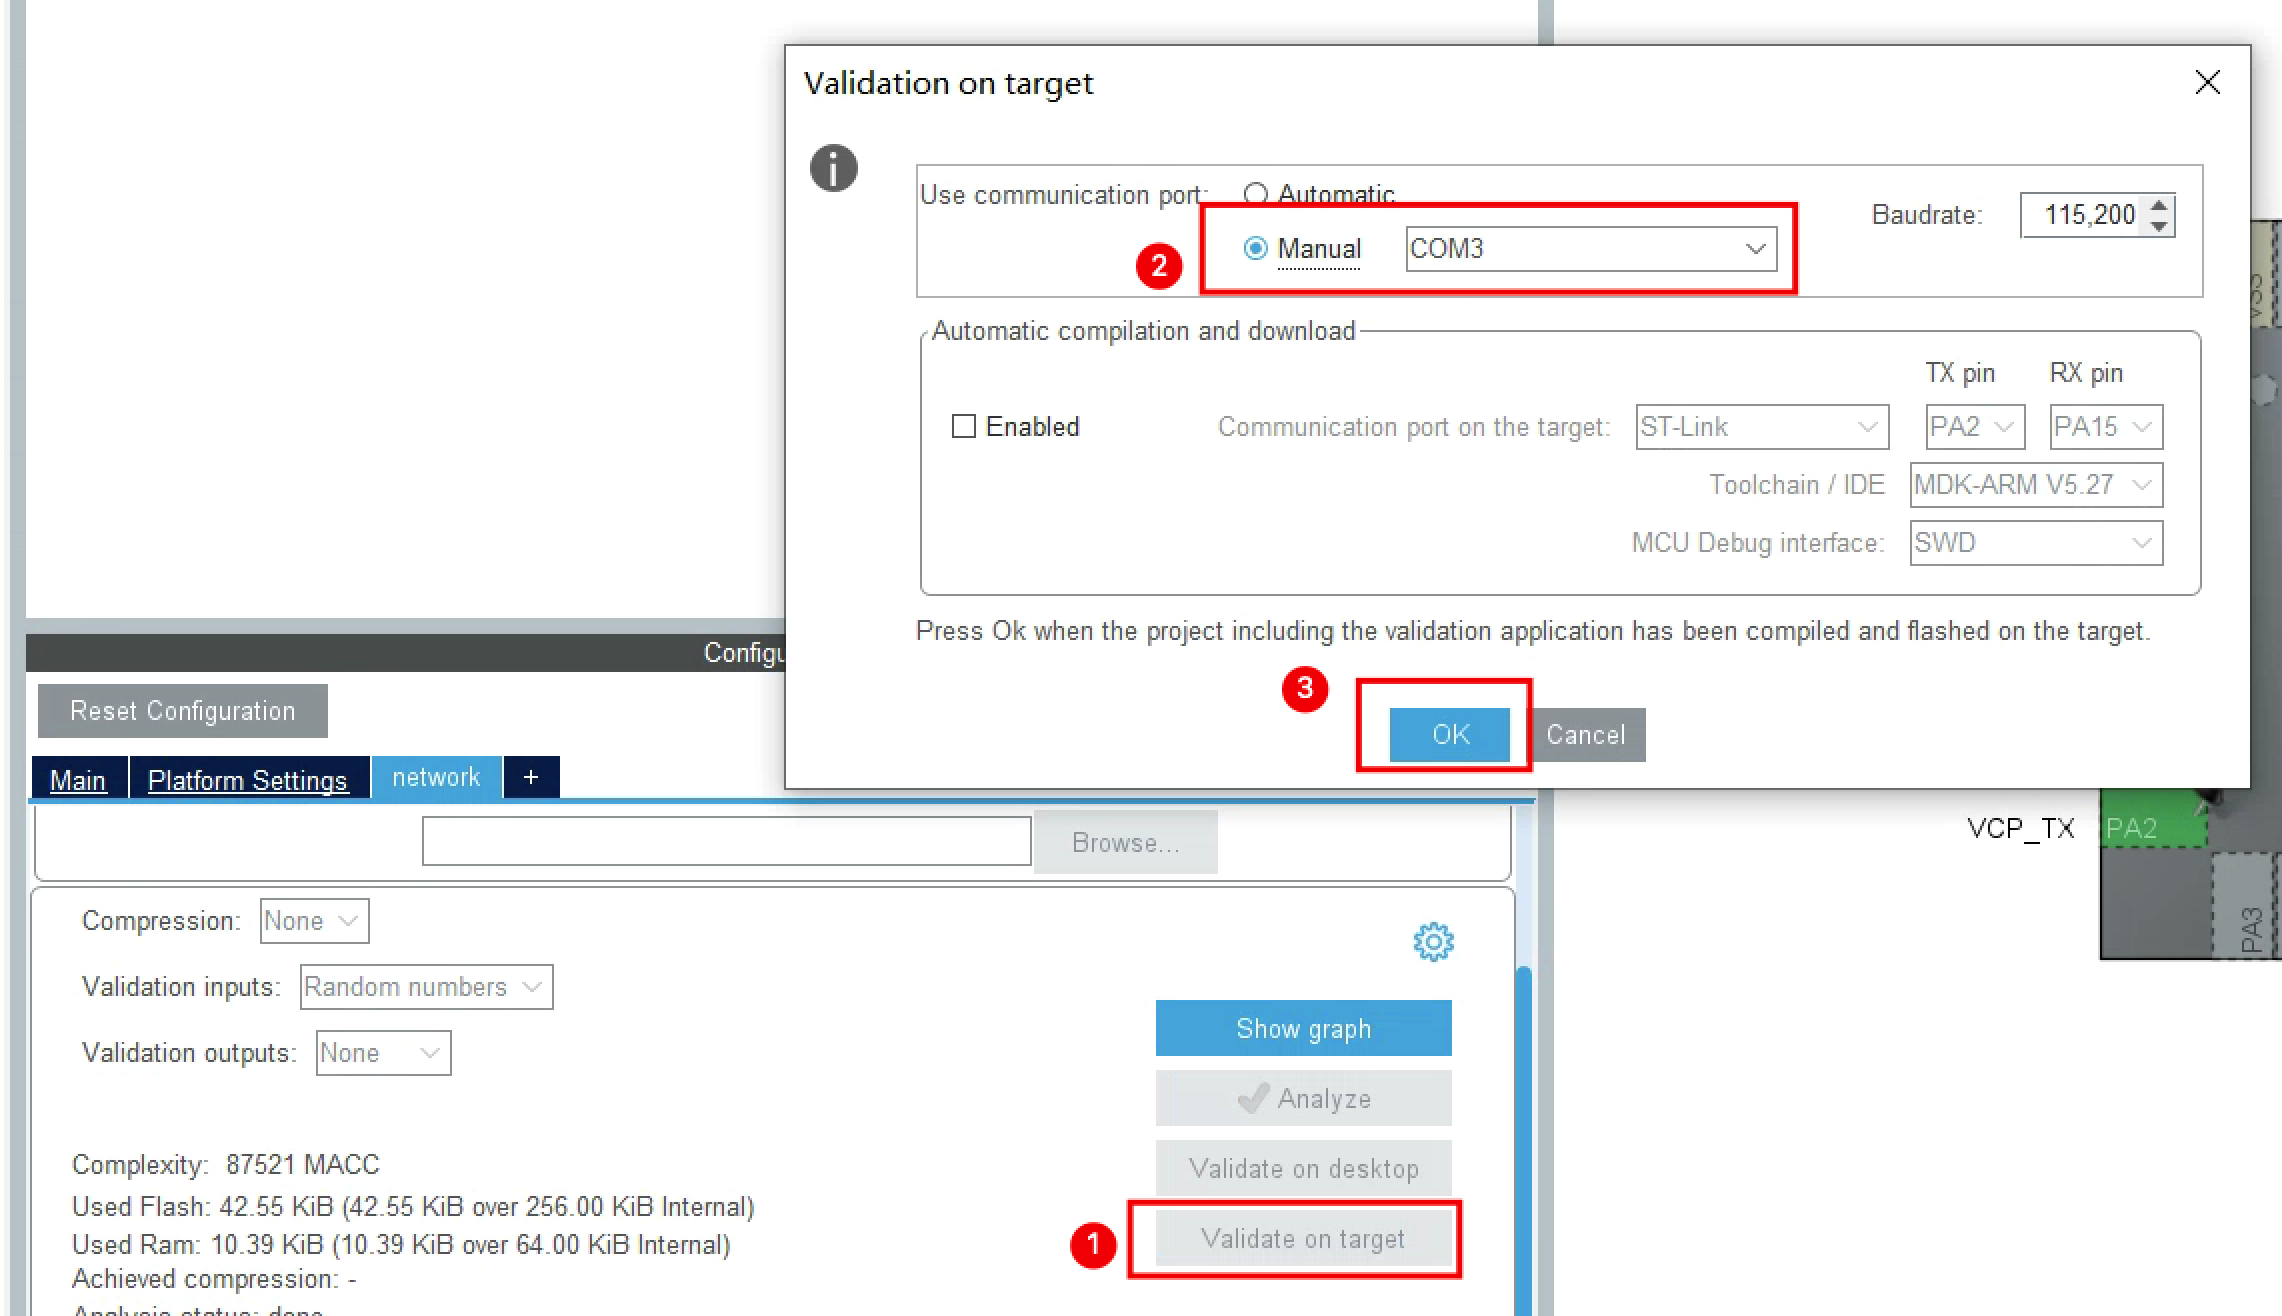 Validation on target
Use communication port:
Automatic
Manual
COM3
Baudrate:
115,200
2
Automatic compilation and download
TX pin
RX pin
Enabled
Communication port on the target:
ST-Link
PA2
PA15
Toolchain / IDE
MDK-ARM V5.27
MCU Debug interface:
SWD
Press Ok when the project including the validation application has been compiled and flashed on the target.
3
OK
Cancel
Configu
Reset Configuration
Main
Platform Settings
network
+
Browse...
VCP_TX
PA2
PA3
Compression:
None
Validation inputs:
Random numbers
Validation outputs:
None
Show graph
Analyze
Validate on desktop
1
Validate on target
Complexity: 87521 MACC
Used Flash: 42.55 KiB (42.55 KiB over 256.00 KiB Internal)
Used Ram: 10.39 KiB (10.39 KiB over 64.00 KiB Internal)
Achieved compression: -
Analysis status: done